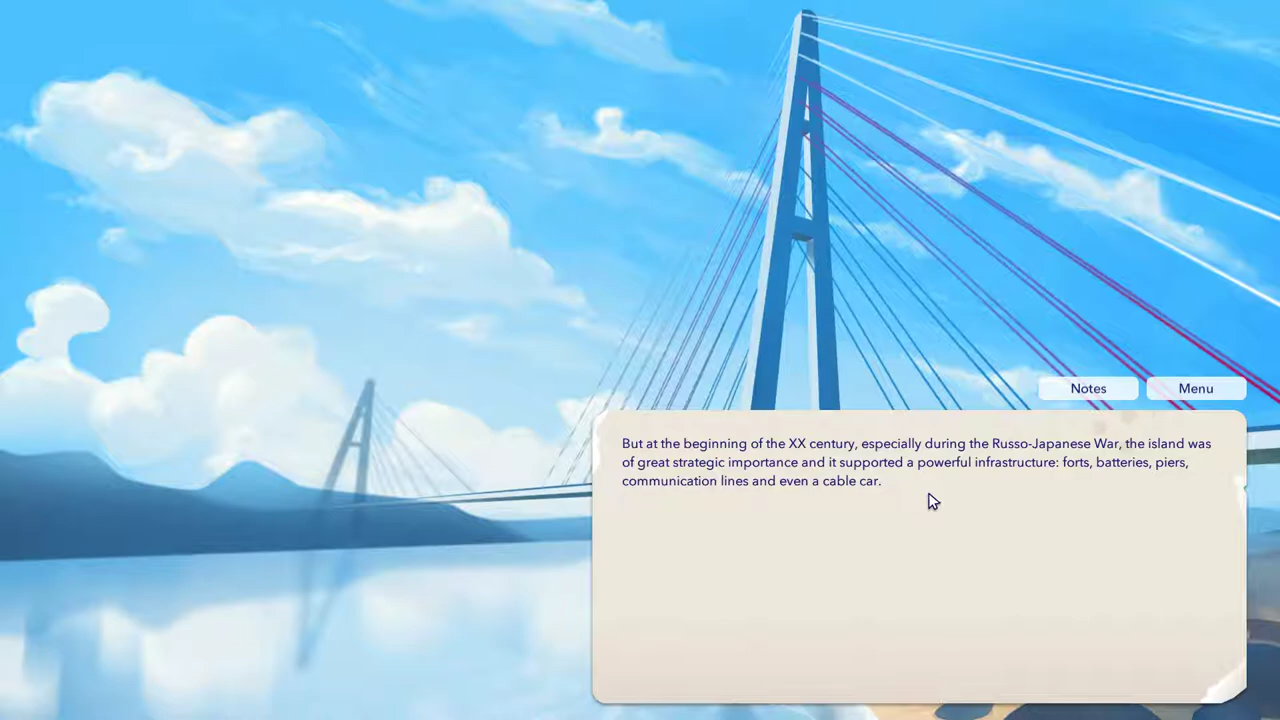 Notes
Menu
But at the beginning of the XX century, especially during the Russo-Japanese War, the island was
of great strategic importance and it supported a powerful infrastructure: forts, batteries, piers,
communication lines and even a cable car.